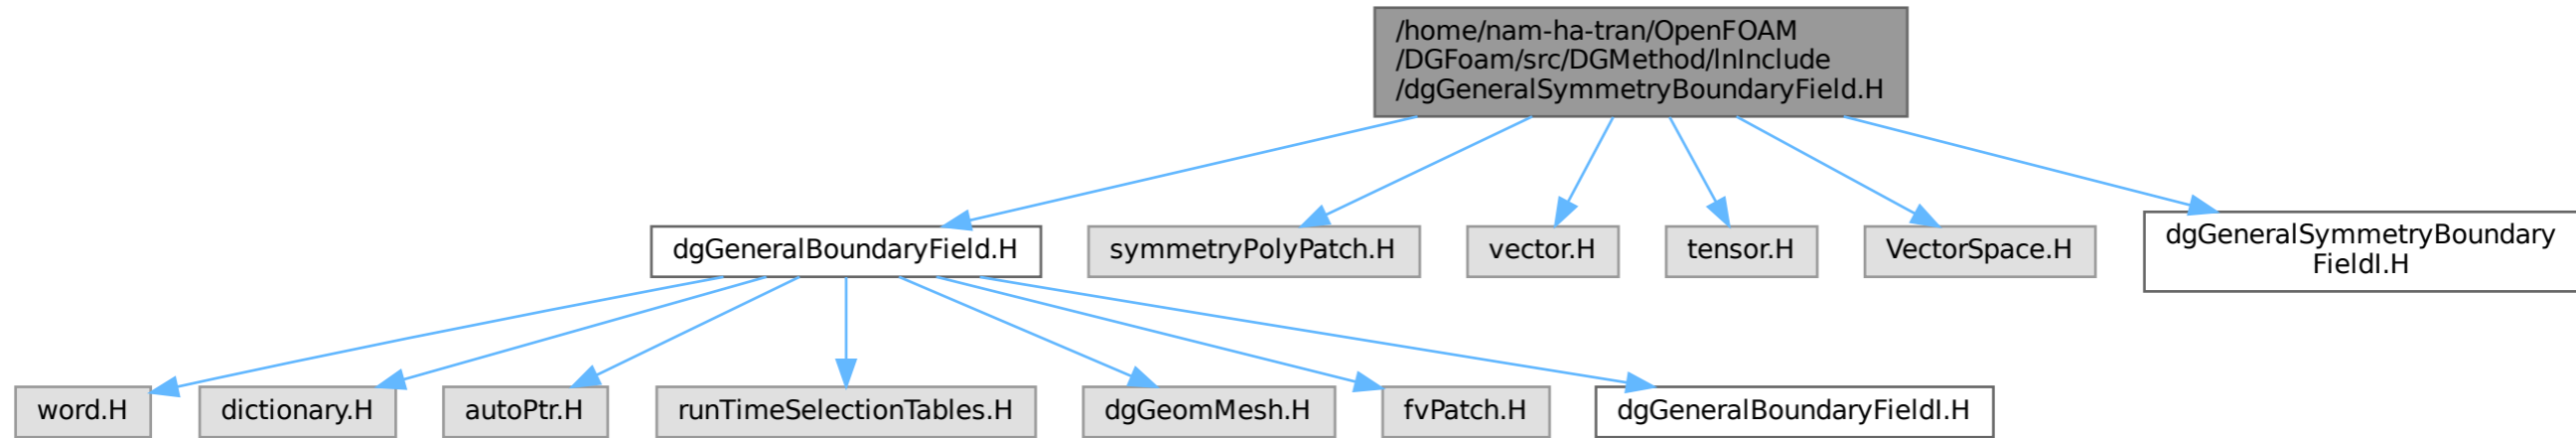 /home/nam-ha-tran/OpenFOAM
/DGFoam/src/DGMethod/lnInclude
/dgGeneralSymmetryBoundaryField.H
dgGeneralBoundaryField.H
symmetryPolyPatch.H
vector.H
tensor.H
VectorSpace.H
dgGeneralSymmetryBoundary
FieldI.H
word.H
dictionary.H
autoPtr.H
runTimeSelectionTables.H
dgGeomMesh.H
fvPatch.H
dgGeneralBoundaryFieldI.H